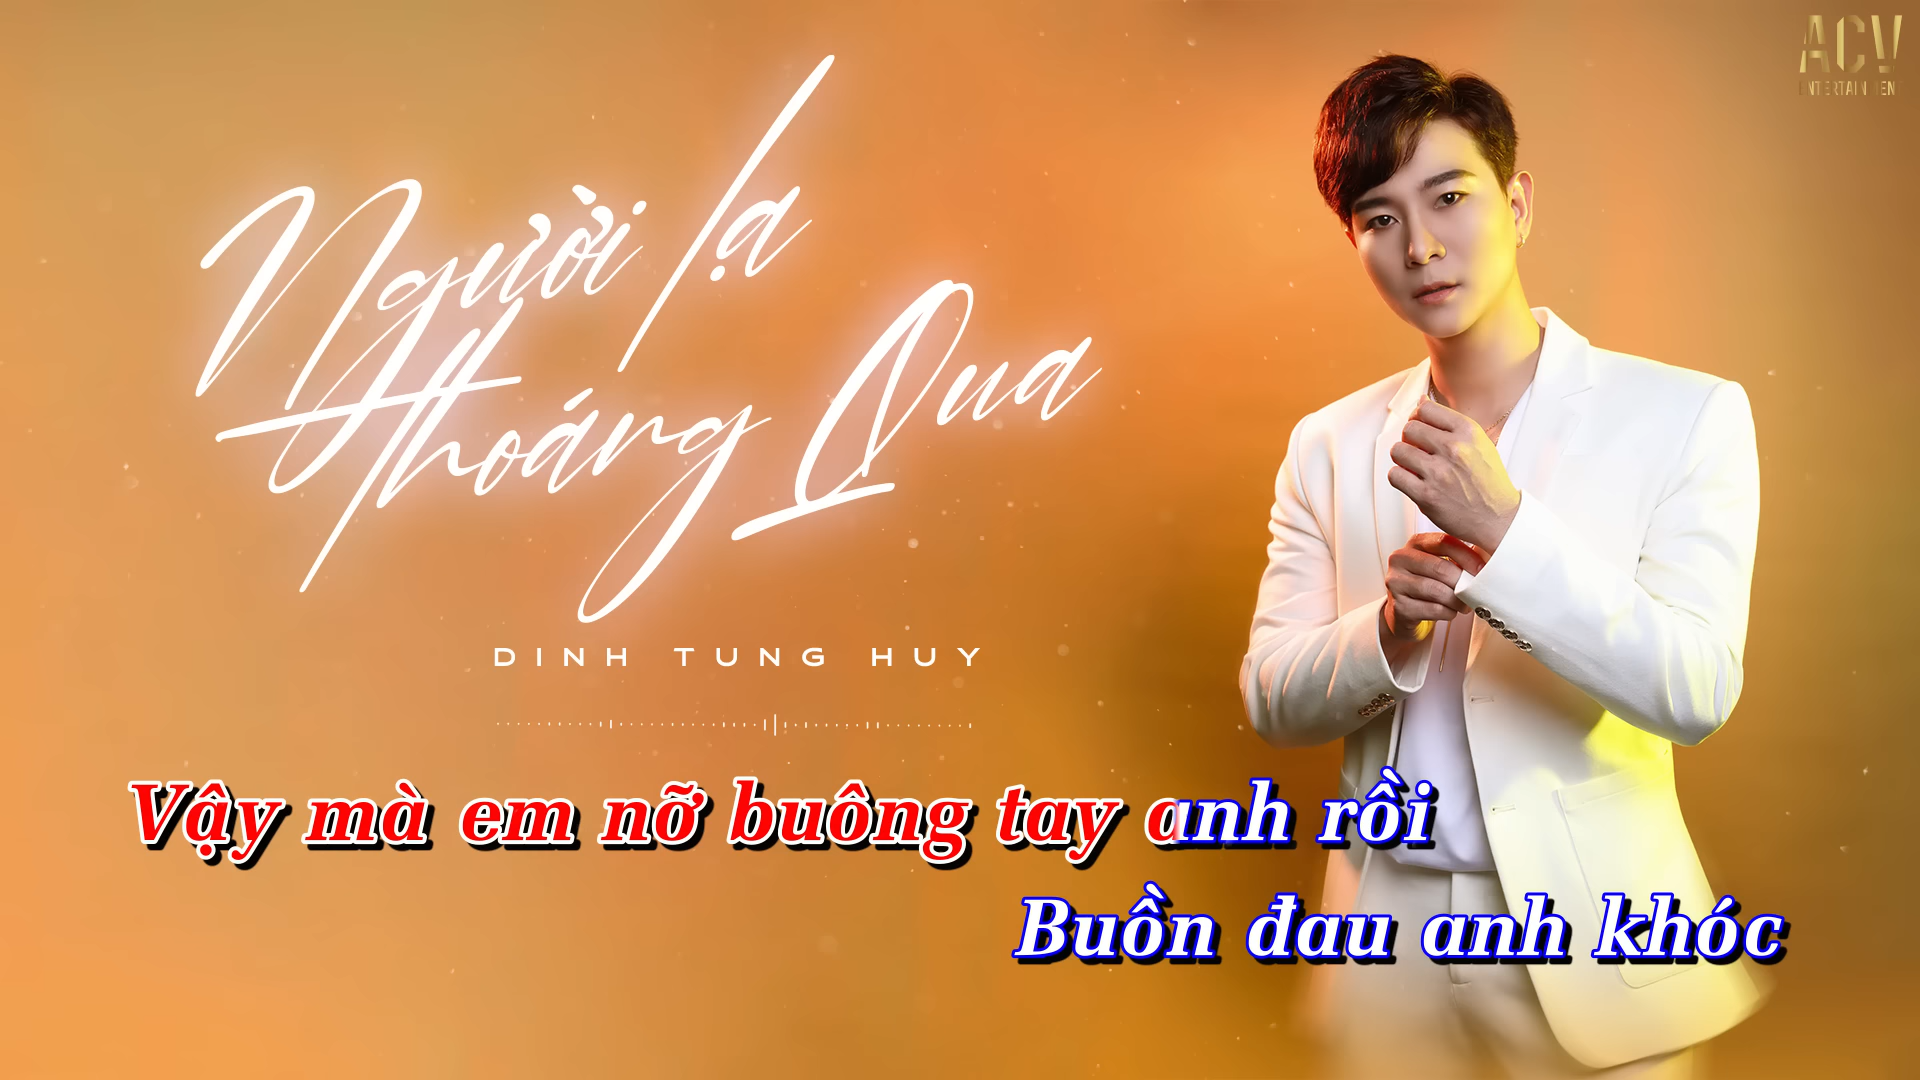 ACV
ENTERTAINMENT
Người lạ
Thoáng Qua
DINH TUNG HUY
Vậy mà em nỡ buông tay anh rồi
Buồn đau anh khóc